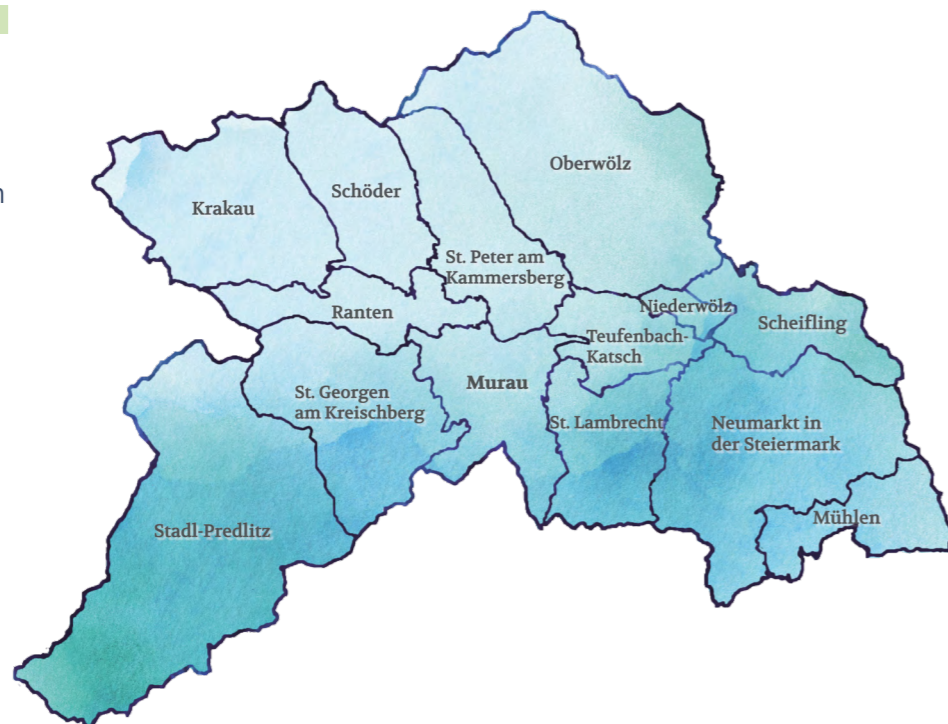 n
Oberwölz
Schöder
Krakau
St. Peter am
Kammersberg
Niederwölz
Ranten
Scheifling
Teufenbach-
Katsch
Murau
St. Georgen
am Kreischberg
St. Lambrecht
Neumarkt in
der Steiermark
Mühlen
Stadl-Predlitz